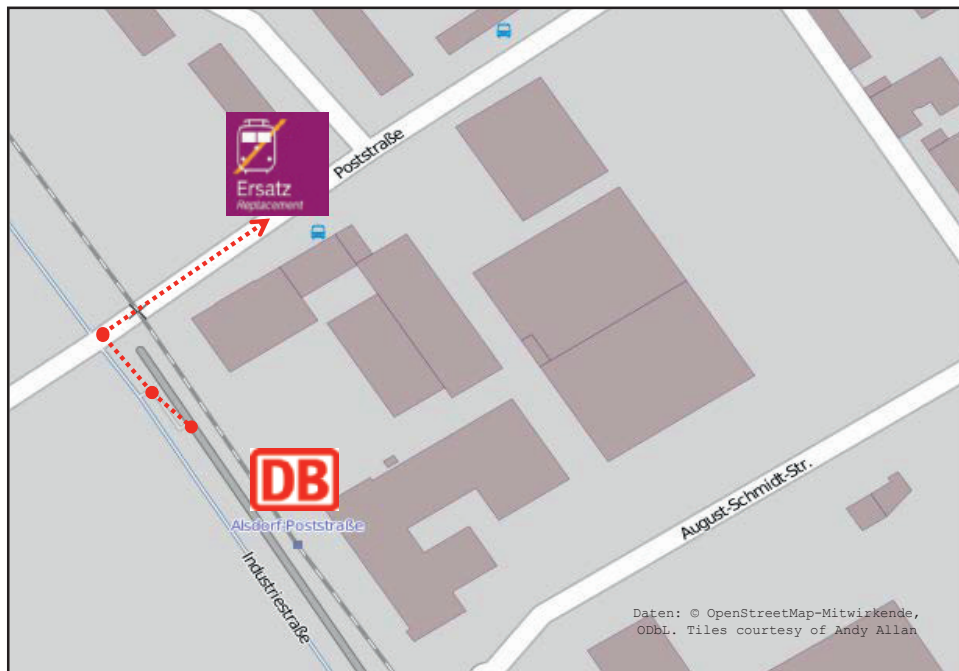 Poststraße
Ersatz
Replacement
DB
Alsdorf-Poststraße
Industriestraße
August-Schmidt-Str.
Daten: © OpenStreetMap-Mitwirkende,
ODbL. Tiles courtesy of Andy Allan